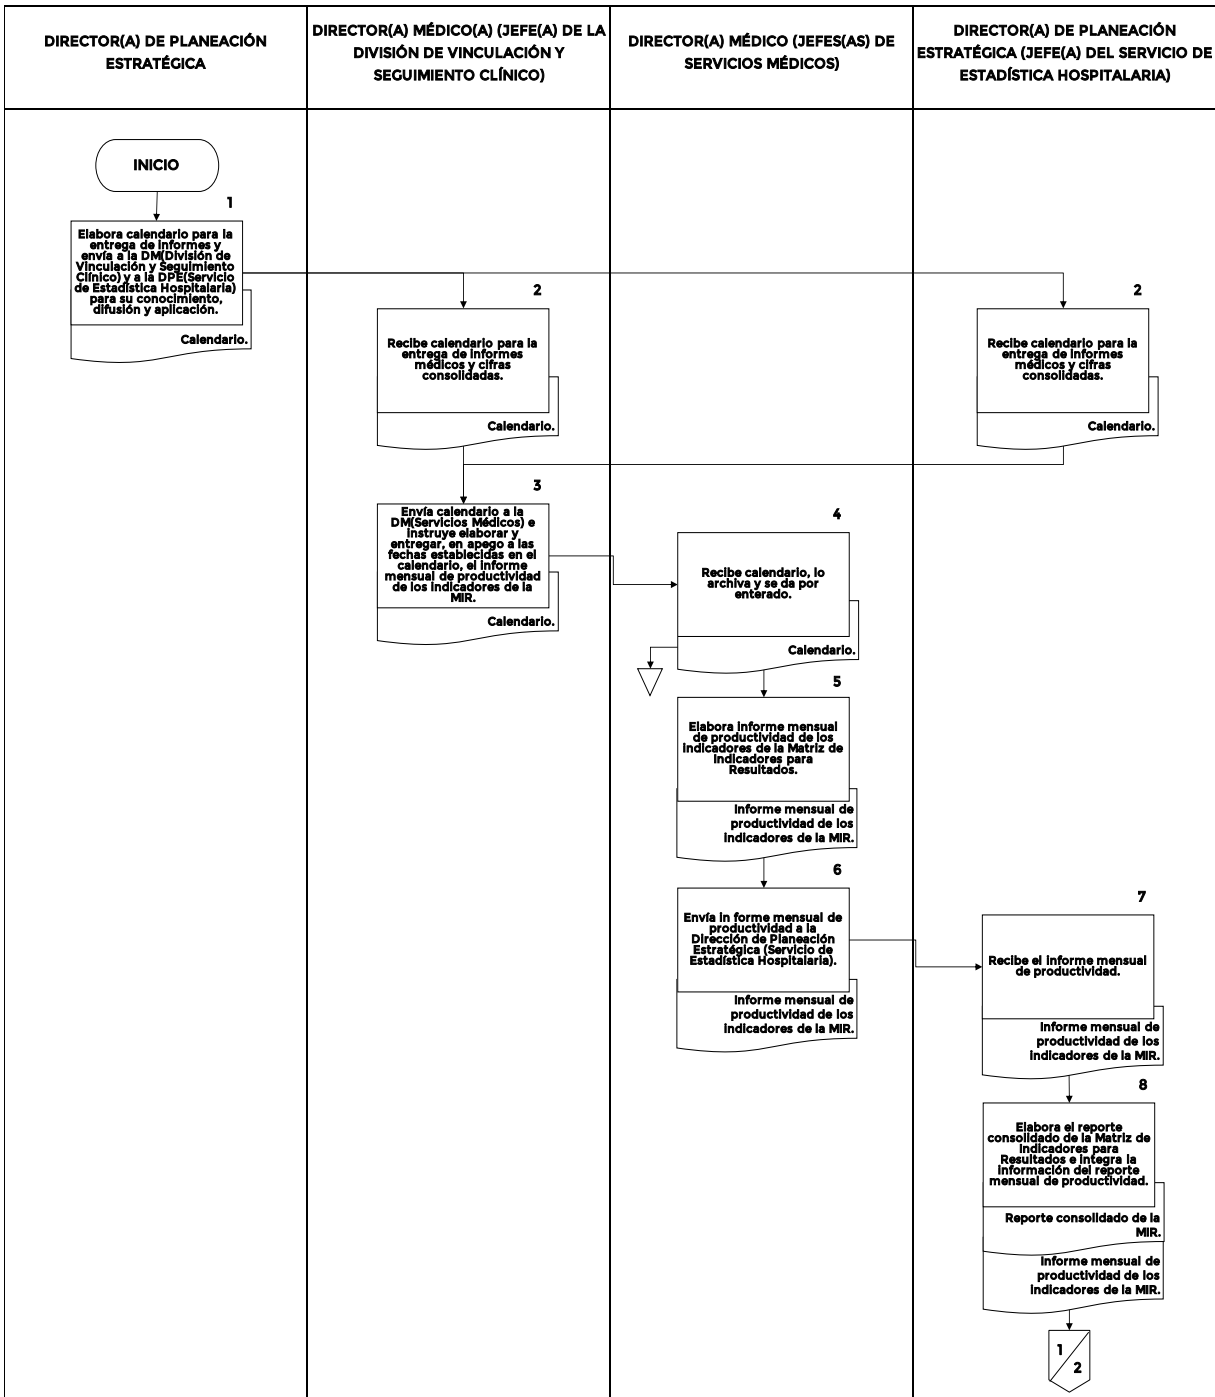 DIRECTOR(A) DE PLANEACIÓN
ESTRATÉGICA
DIRECTOR(A) MÉDICO(A) (JEFE(A) DE LA
DIVISIÓN DE VINCULACIÓN Y
SEGUIMIENTO CLÍNICO)
DIRECTOR(A) MÉDICO (JEFES(AS) DE
SERVICIOS MÉDICOS)
DIRECTOR(A) DE PLANEACIÓN
ESTRATÉGICA (JEFE(A) DEL SERVICIO DE
ESTADÍSTICA HOSPITALARIA)
INICIO
1
Elabora calendario para la
entrega de informes y
envía a la DM(División de
Vinculación y Seguimiento
Clínico) y a la DPE(Servicio
de Estadística Hospitalaria)
para su conocimiento,
difusión y aplicación.
Calendario.
2
Recibe calendario para la
entrega de informes
médicos y cifras
consolidadas.
Calendario.
2
Recibe calendario para la
entrega de informes
médicos y cifras
consolidadas.
Calendario.
3
Envía calendario a la
DM(Servicios Médicos) e
instruye elaborar y
entregar, en apego a las
fechas establecidas en el
calendario, el informe
mensual de productividad
de los indicadores de la
MIR.
Calendario.
4
Recibe calendario, lo
archiva y se da por
enterado.
Calendario.
5
Elabora informe mensual
de productividad de los
indicadores de la Matriz de
Indicadores para
Resultados.
Informe mensual de
productividad de los
indicadores de la MIR.
6
Envía in forme mensual de
productividad a la
Dirección de Planeación
Estratégica (Servicio de
Estadística Hospitalaria).
Informe mensual de
productividad de los
indicadores de la MIR.
7
Recibe el informe mensual
de productividad.
Informe mensual de
productividad de los
indicadores de la MIR.
8
Elabora el reporte
consolidado de la Matriz de
Indicadores para
Resultados e integra la
información del reporte
mensual de productividad.
Reporte consolidado de la
MIR.
Informe mensual de
productividad de los
indicadores de la MIR.
1
2